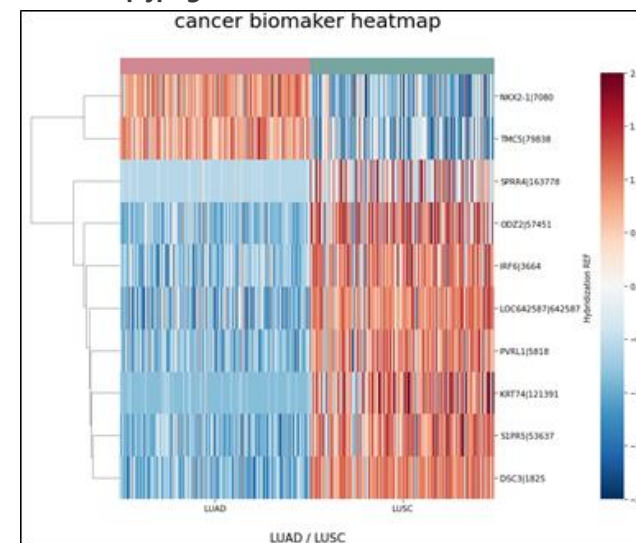 cancer biomaker heatmap
NKX2-1|7080
TMC5|79838
SPRR4|163778
ODZ2|57451
IRF6|3664
LOC642587|642587
PVRL1|5818
KRT74|121391
S1PR5|53637
DSC3|1825
Hybridization REF
LUAD
LUSC
LUAD / LUSC